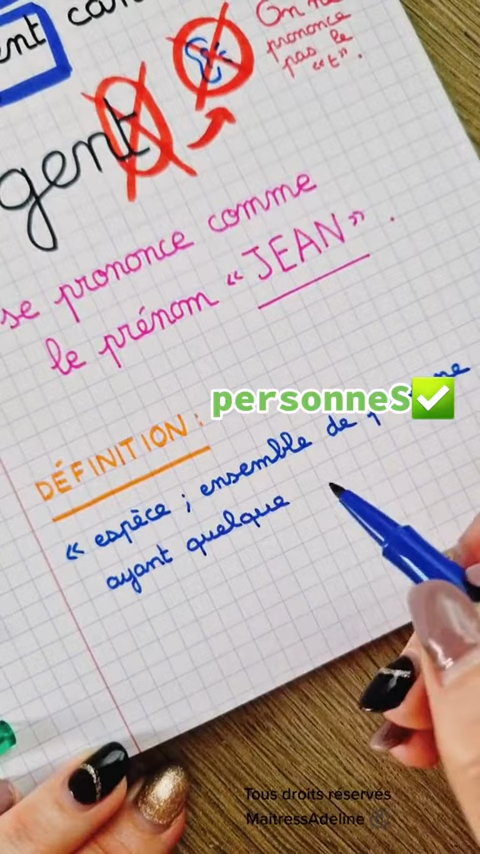 ent
On ne
prononce
pas le
"t".
gent
se prononce comme
le prénom "JEAN".
personneS✅
DÉFINITION :
« espèce ; ensemble de
ayant quelque
Tous droits réservés
MaitressAdeline